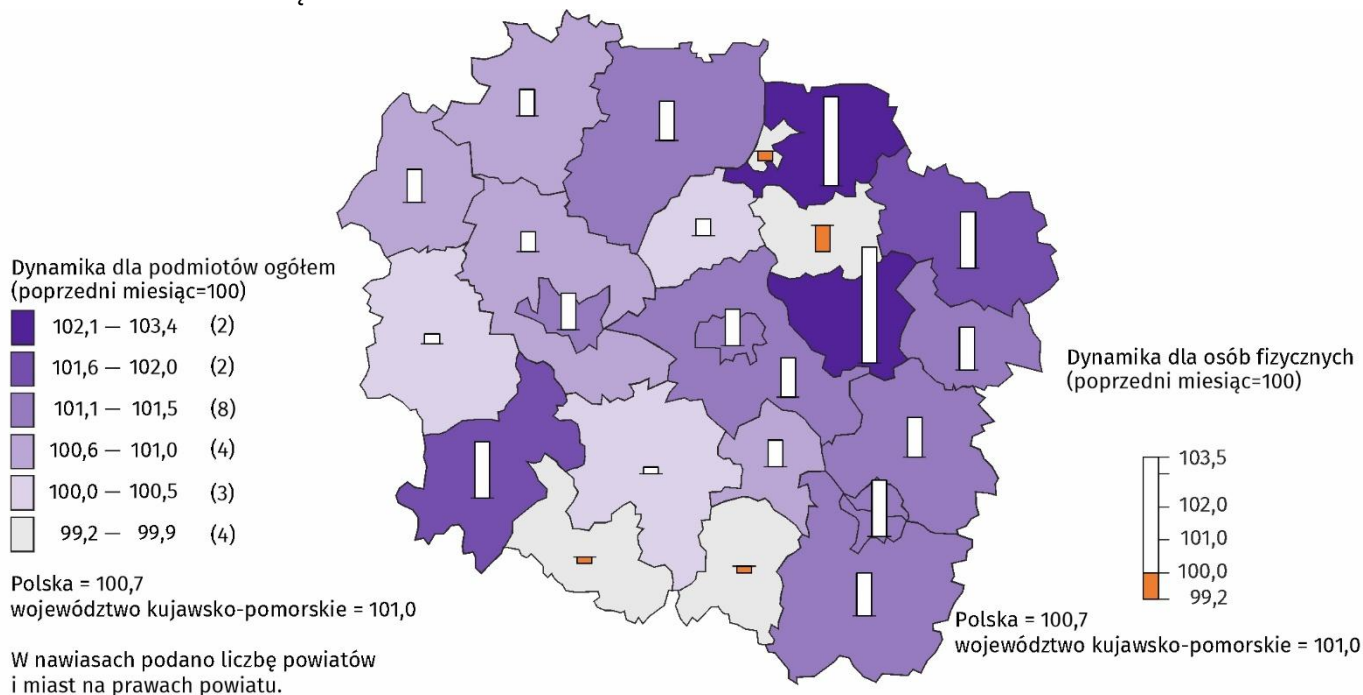 Dynamika dla podmiotów ogółem
(poprzedni miesiąc=100)
102,1 — 103,4 (2)
101,6 — 102,0 (2)
101,1 — 101,5 (8)
100,6 — 101,0 (4)
100,0 — 100,5 (3)
99,2 — 99,9 (4)
Polska = 100,7
województwo kujawsko-pomorskie = 101,0
W nawiasach podano liczbę powiatów
i miast na prawach powiatu.
Dynamika dla osób fizycznych
(poprzedni miesiąc=100)
103,5
102,0
101,0
100,0
99,2
Polska = 100,7
województwo kujawsko-pomorskie = 101,0